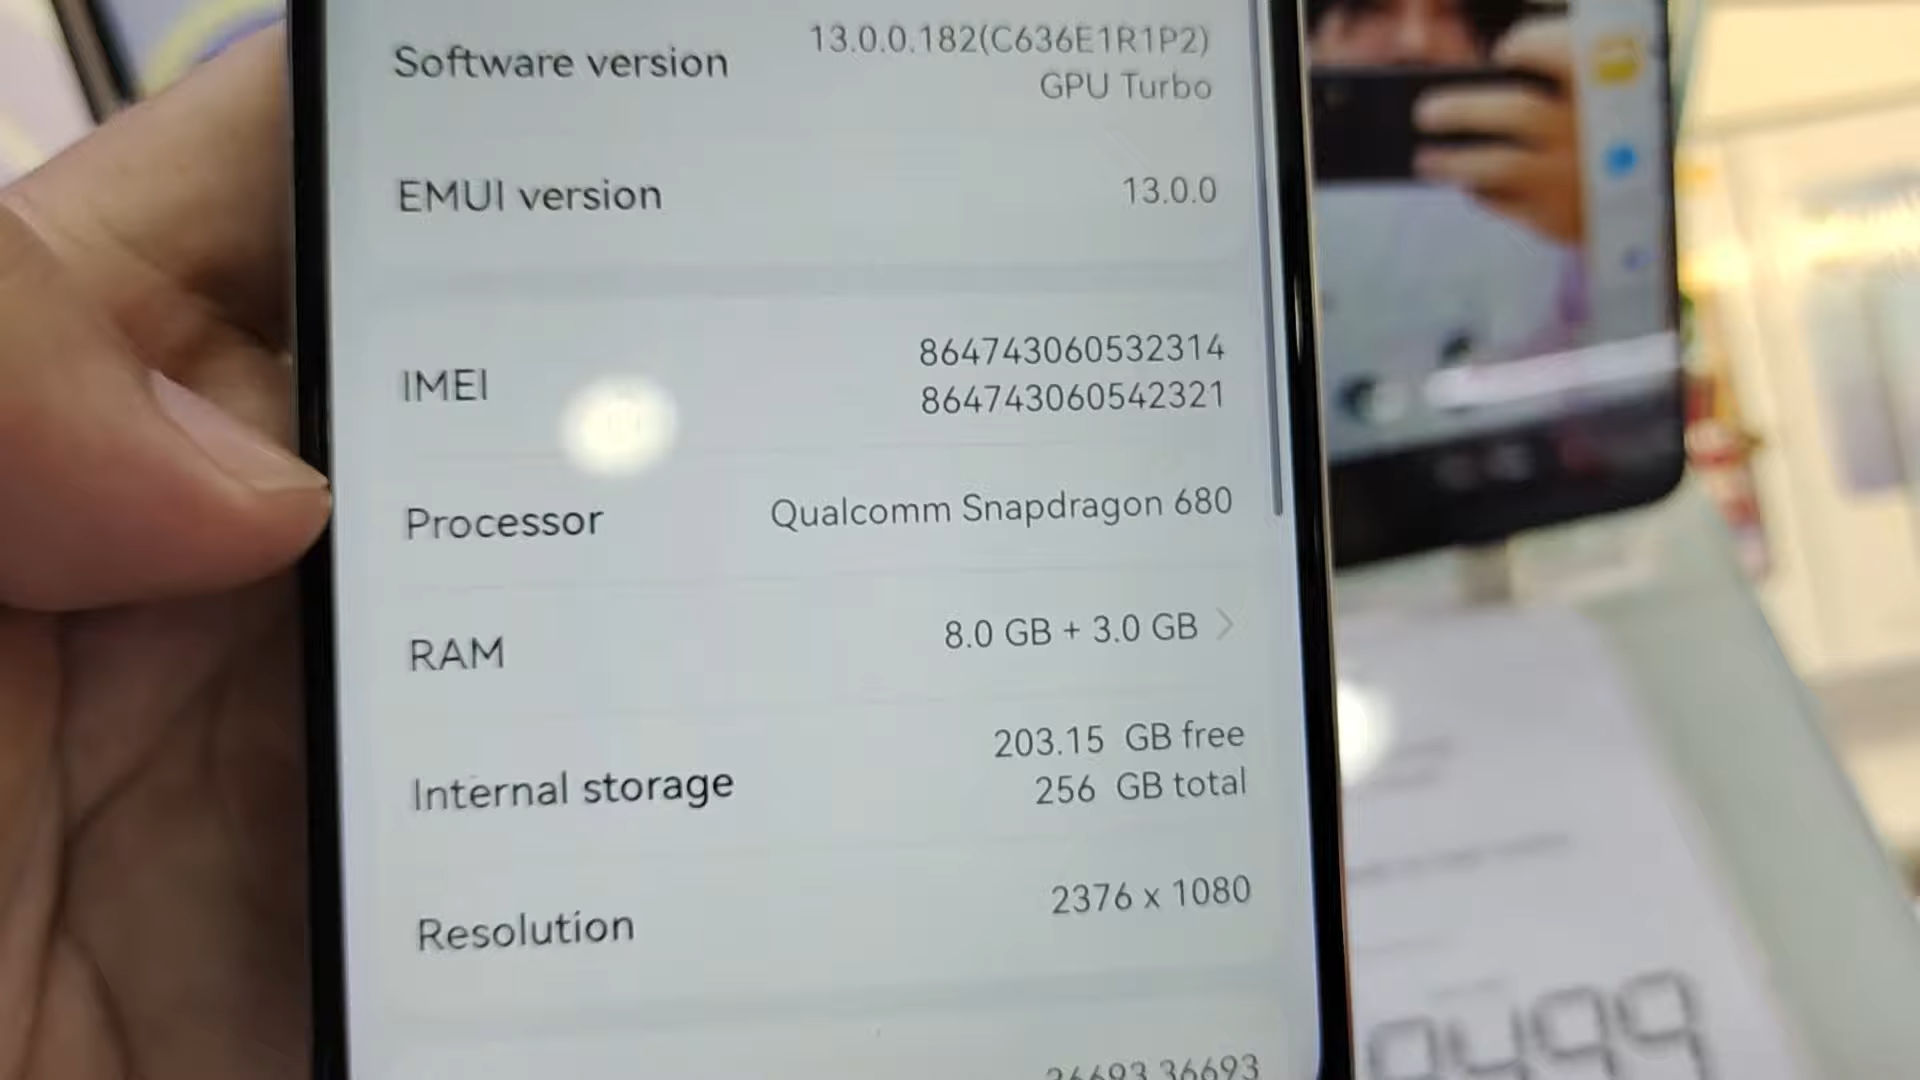 Software version
13.0.0.182(C636E1R1P2)
GPU Turbo
EMUI version
13.0.0
IMEI
864743060532314
864743060542321
Processor
Qualcomm Snapdragon 680
RAM
8.0 GB + 3.0 GB
Internal storage
203.15 GB free
256 GB total
Resolution
2376 x 1080
36693 36693